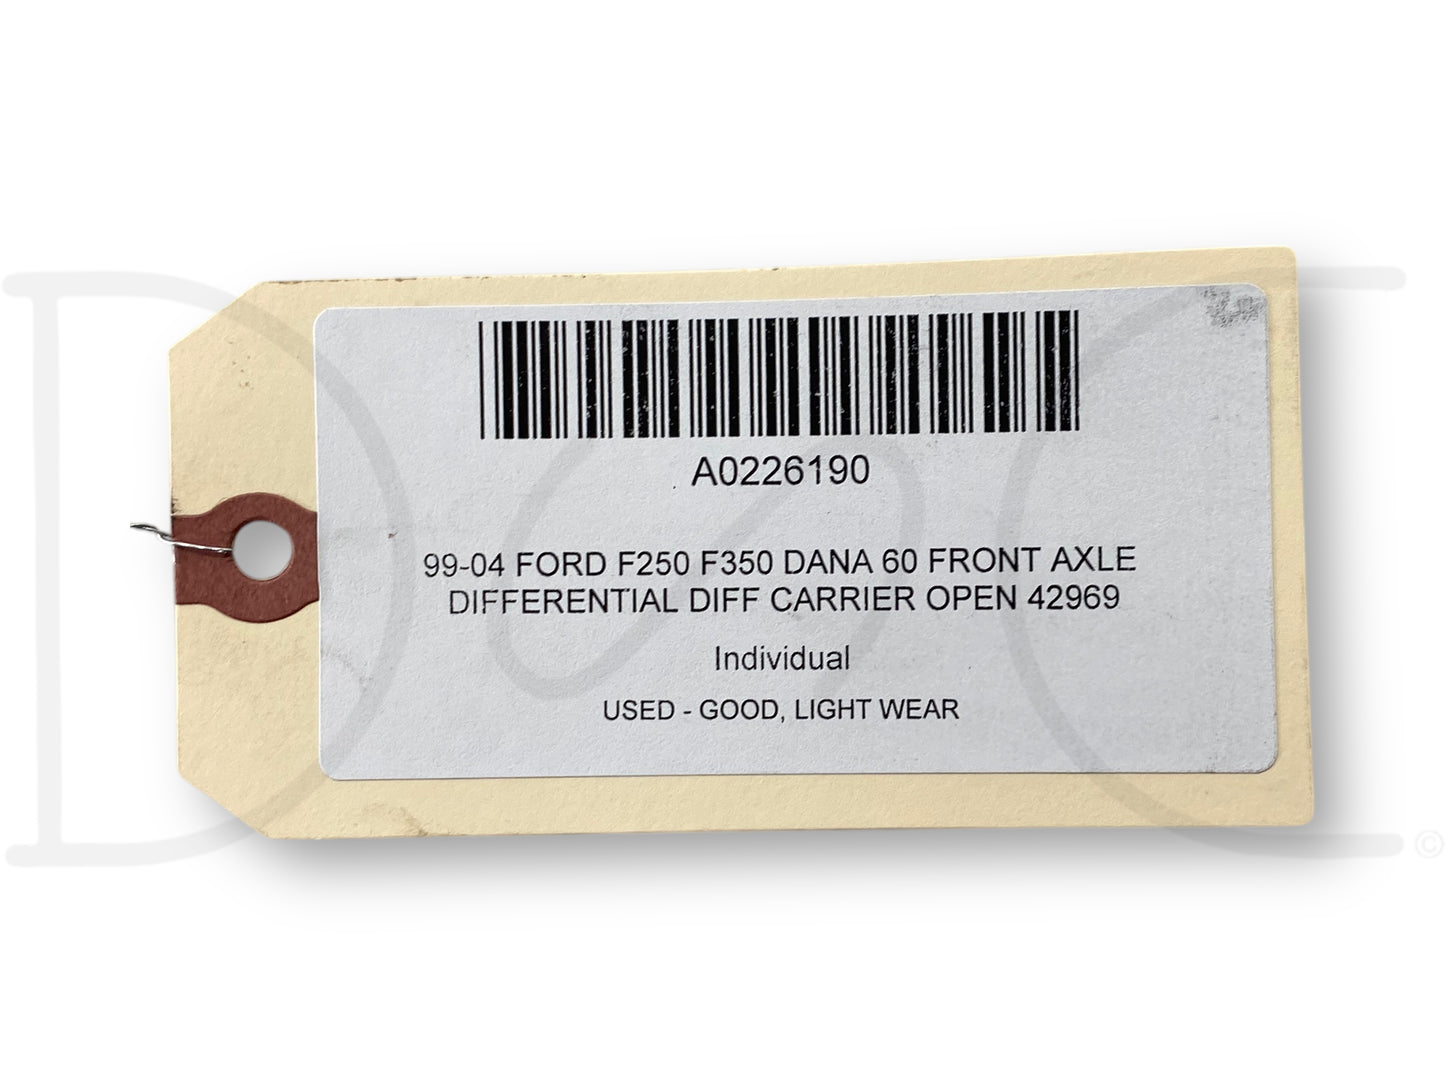 A0226190
99-04 FORD F250 F350 DANA 60 FRONT AXLE
DIFFERENTIAL DIFF CARRIER OPEN 42969
Individual
USED - GOOD, LIGHT WEAR
©